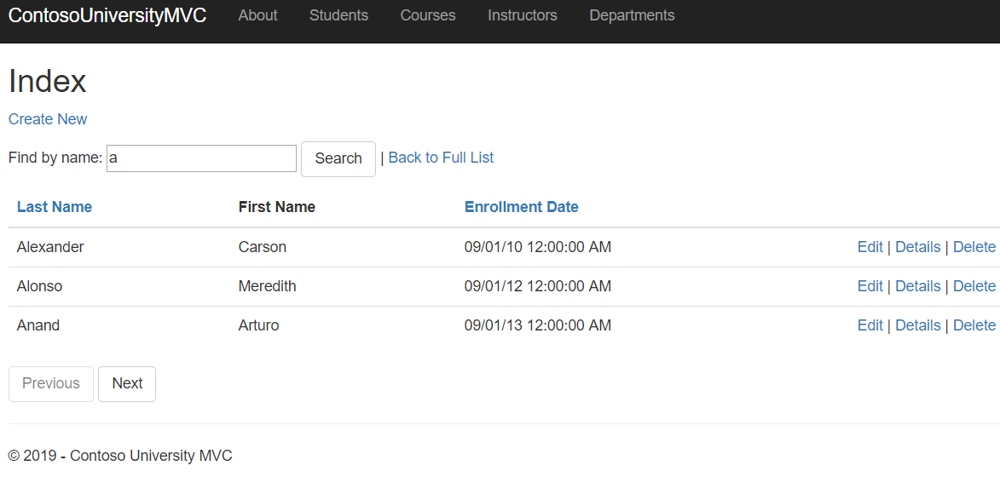 ContosoUniversityMVC About Students Courses Instructors Departments
Index
Create New
Find by name: a Search | Back to Full List
Last Name First Name Enrollment Date
Alexander Carson 09/01/10 12:00:00 AM Edit | Details | Delete
Alonso Meredith 09/01/12 12:00:00 AM Edit | Details | Delete
Anand Arturo 09/01/13 12:00:00 AM Edit | Details | Delete
Previous Next
© 2019 - Contoso University MVC